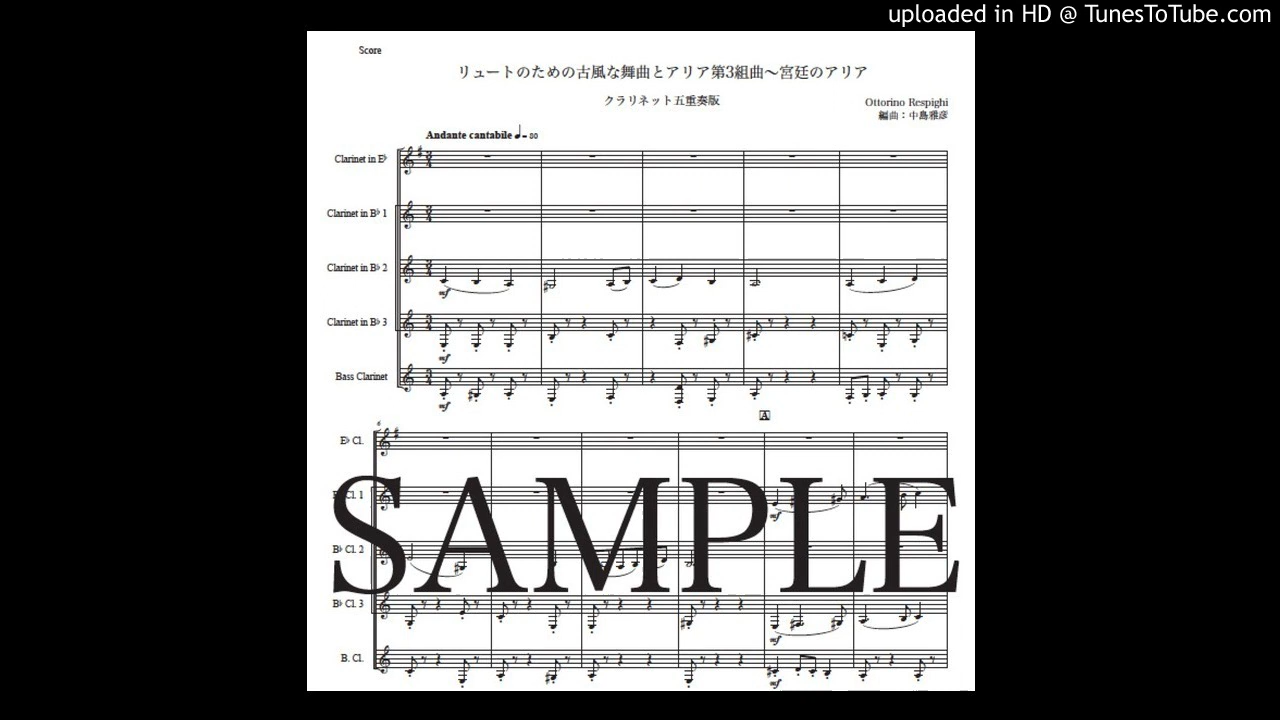 uploaded in HD @ TunesToTube.com
Score
リュートのための古風な舞曲とアリア第3組曲〜宮廷のアリア
クラリネット五重奏版
Ottorino Respighi
編曲：中島雅彦
Andante cantabile ♩= 80
Clarinet in E♭
Clarinet in B♭ 1
Clarinet in B♭ 2
mf
Clarinet in B♭ 3
mf
Bass Clarinet
mf
A
6
E♭ Cl.
B♭ Cl. 1
mf
SAMPLE
B♭ Cl. 2
B♭ Cl. 3
mf
B. Cl.
mf